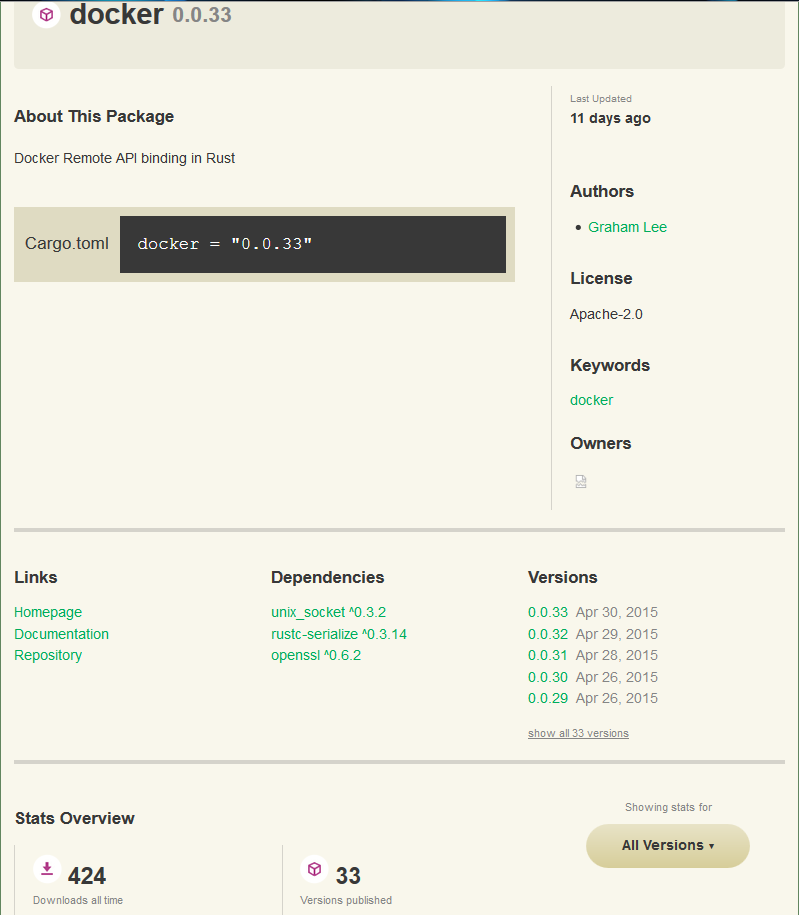 docker 0.0.33
About This Package
Docker Remote API binding in Rust
Cargo.toml
docker = "0.0.33"
Last Updated
11 days ago
Authors
Graham Lee
License
Apache-2.0
Keywords
docker
Owners
Links
Homepage
Documentation
Repository
Dependencies
unix_socket ^0.3.2
rustc-serialize ^0.3.14
openssl ^0.6.2
Versions
0.0.33 Apr 30, 2015
0.0.32 Apr 29, 2015
0.0.31 Apr 28, 2015
0.0.30 Apr 26, 2015
0.0.29 Apr 26, 2015
show all 33 versions
Stats Overview
Showing stats for
All Versions ▾
424
Downloads all time
33
Versions published